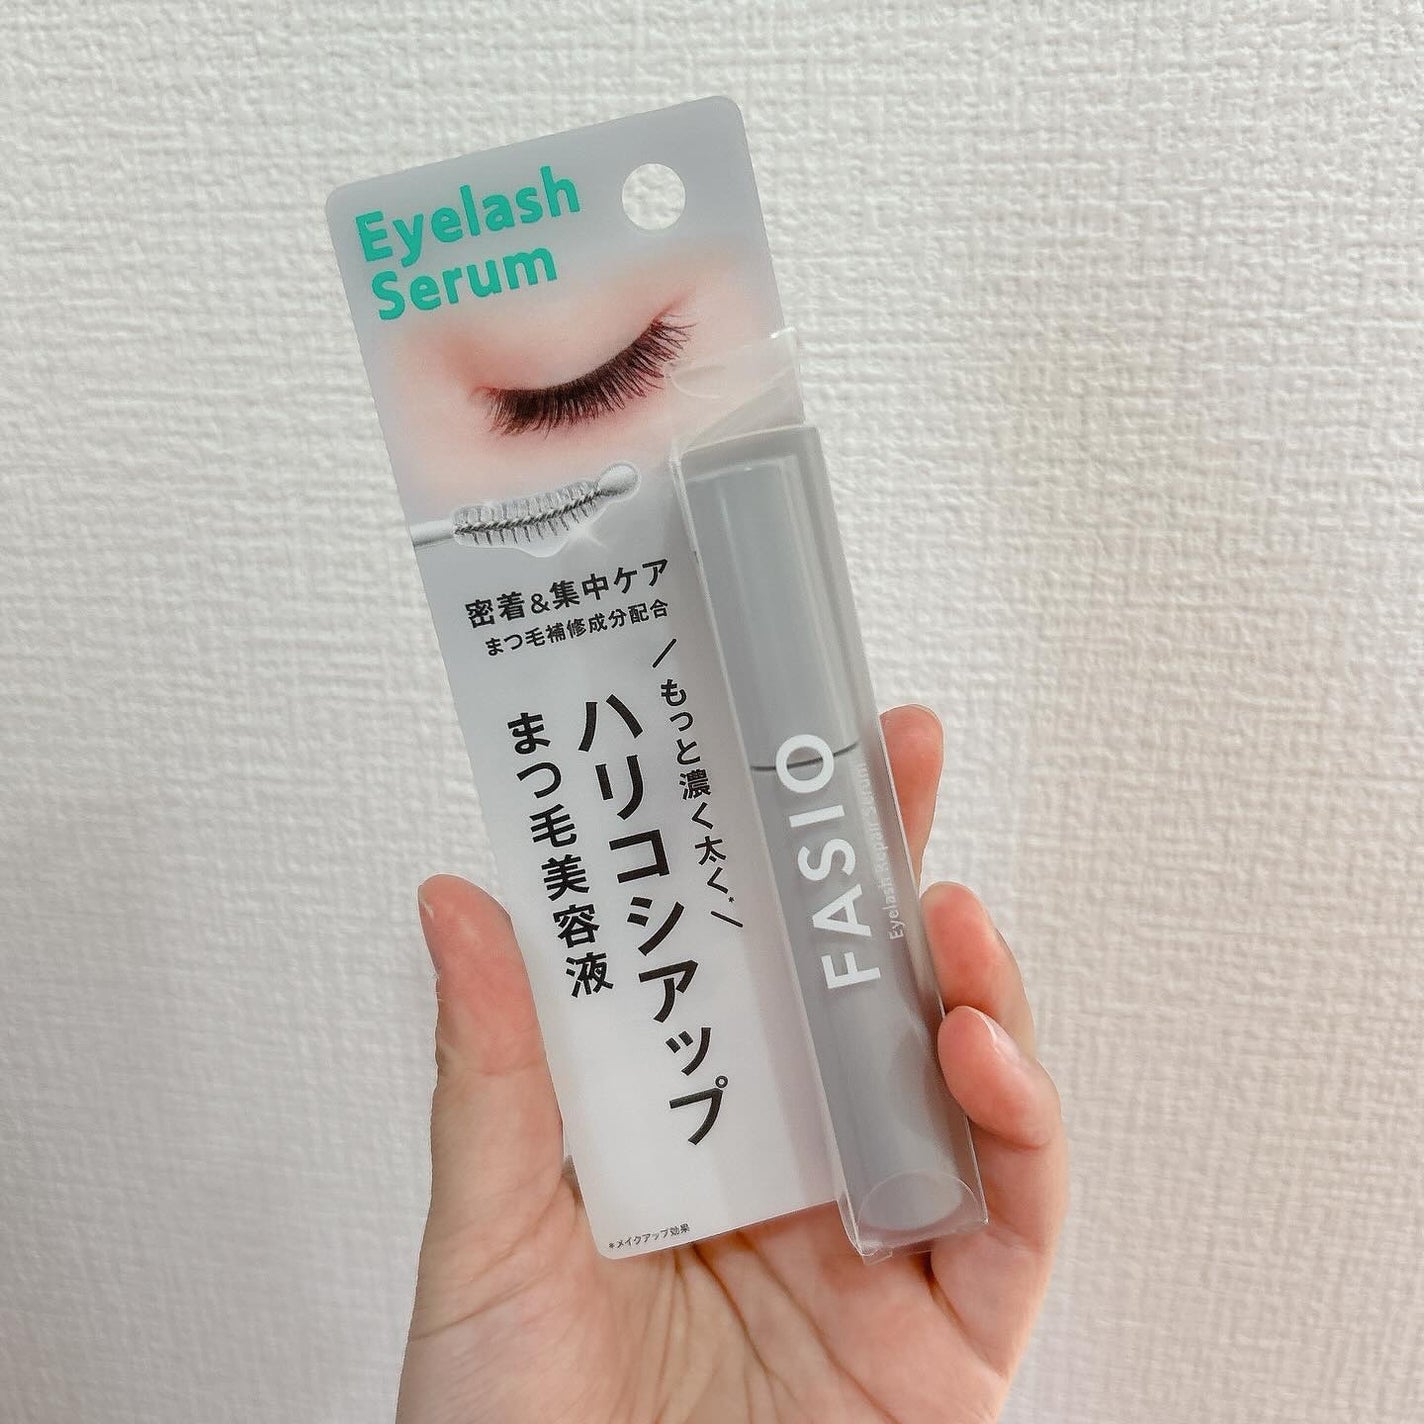 Eyelash
Serum
密着&集中ケア
まつ毛補修成分配合
／もっと濃く太く*＼
ハリコシアップ
まつ毛美容液
*メイクアップ効果
FASIO
Eyelash Repair Serum